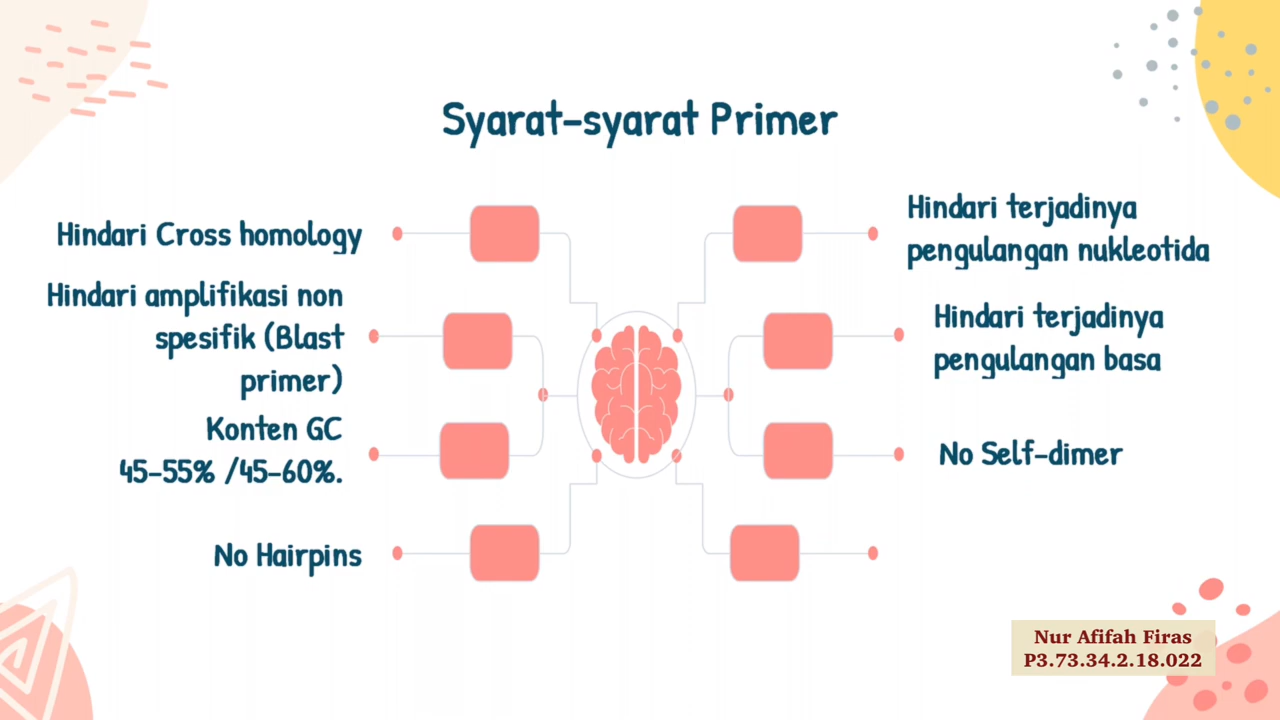 Syarat-syarat Primer
Hindari Cross homology
Hindari amplifikasi non
spesifik (Blast
primer)
Konten GC
45-55% /45-60%.
No Hairpins
Hindari terjadinya
pengulangan nukleotida
Hindari terjadinya
pengulangan basa
No Self-dimer
Nur Afifah Firas
P3.73.34.2.18.022